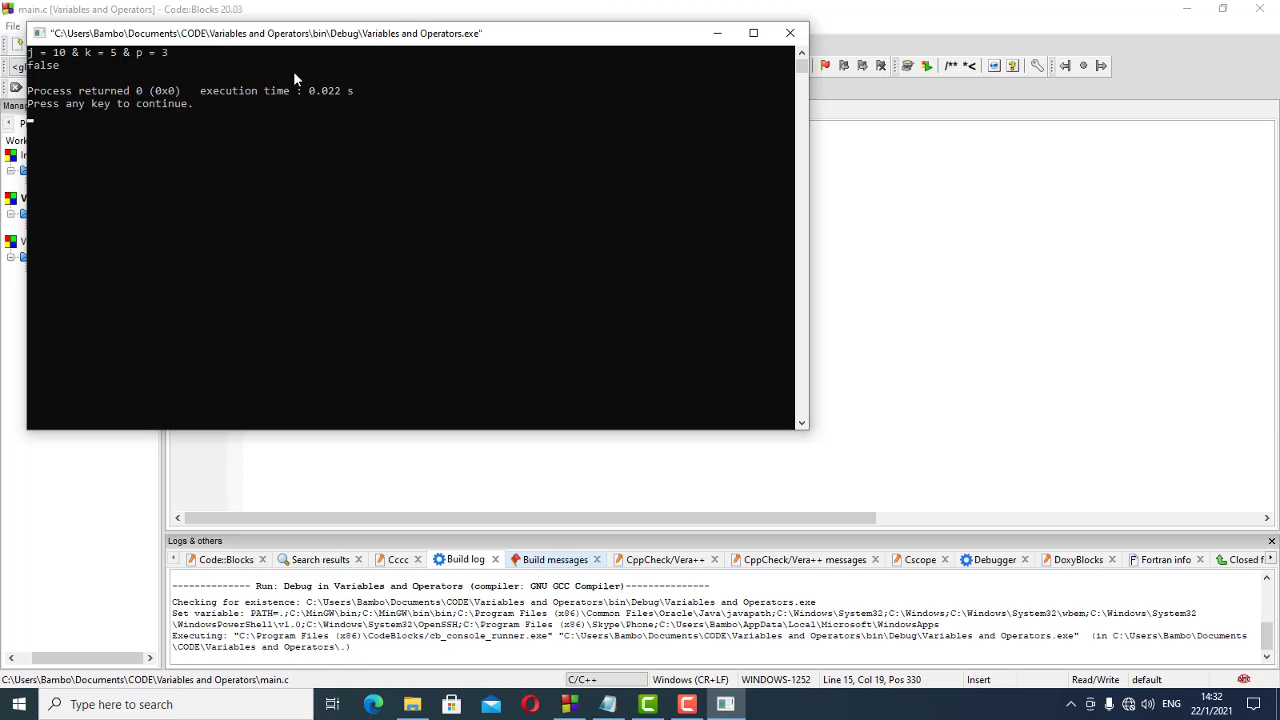 main.c [Variables and Operators] - Code::Blocks 20.03
File
"C:\Users\Bambo\Documents\CODE\Variables and Operators\bin\Debug\Variables and Operators.exe"
j = 10 & k = 5 & p = 3
false
Process returned 0 (0x0)   execution time : 0.022 s
Press any key to continue.
/** *<
Logs & others
Code::Blocks
Search results
Cccc
Build log
Build messages
CppCheck/Vera++
CppCheck/Vera++ messages
Cscope
Debugger
DoxyBlocks
Fortran info
Closed f
-------------- Run: Debug in Variables and Operators (compiler: GNU GCC Compiler)---------------
Checking for existence: C:\Users\Bambo\Documents\CODE\Variables and Operators\bin\Debug\Variables and Operators.exe
Set variable: PATH=.;C:\MinGW\bin;C:\MinGW\bin;C:\Program Files (x86)\Common Files\Oracle\Java\javapath;C:\Windows\System32;C:\Windows;C:\Windows\System32\wbem;C:\Windows\System32
\WindowsPowerShell\v1.0;C:\Windows\System32\OpenSSH;C:\Program Files (x86)\Skype\Phone;C:\Users\Bambo\AppData\Local\Microsoft\WindowsApps
Executing: "C:\Program Files (x86)\CodeBlocks/cb_console_runner.exe" "C:\Users\Bambo\Documents\CODE\Variables and Operators\bin\Debug\Variables and Operators.exe"  (in C:\Users\Bambo\Documents
\CODE\Variables and Operators\.)
C:\Users\Bambo\Documents\CODE\Variables and Operators\main.c
C/C++
Windows (CR+LF)
WINDOWS-1252
Line 15, Col 19, Pos 330
Insert
Read/Write
default
Type here to search
ENG
14:32
22/1/2021